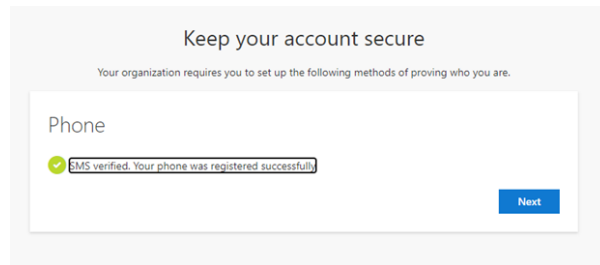 Keep your account secure
Your organization requires you to set up the following methods of proving who you are.
Phone
SMS verified. Your phone was registered successfully
Next